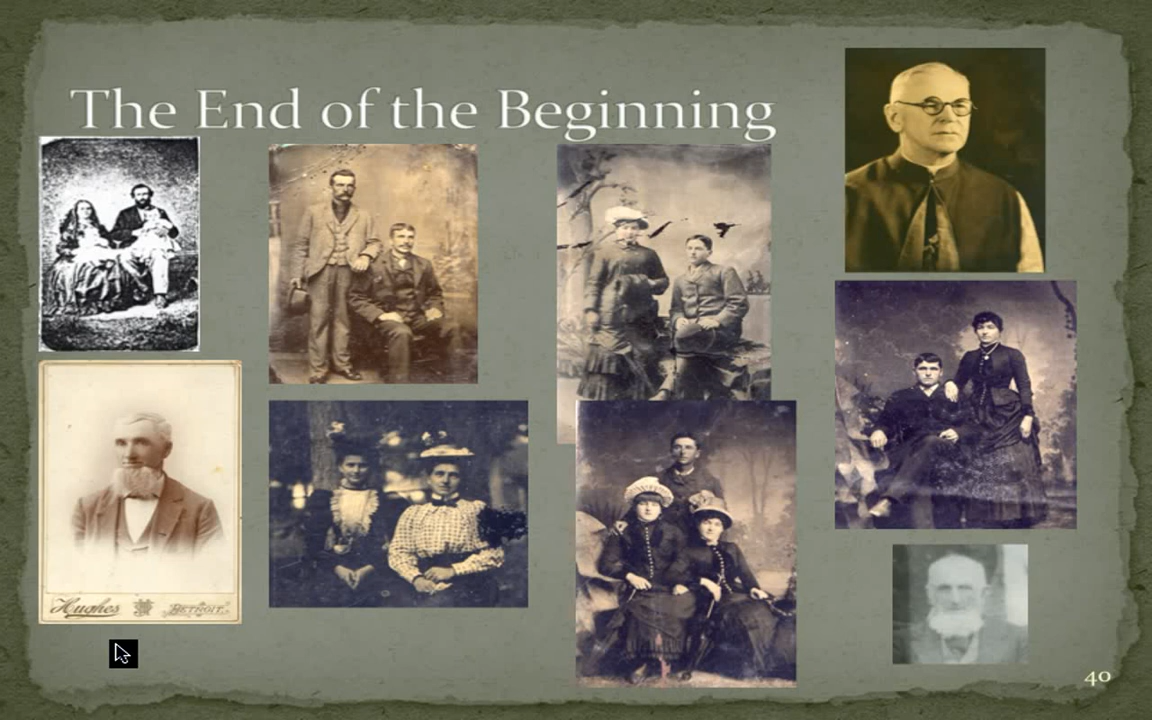 The End of the Beginning
Hughes DETROIT.
40